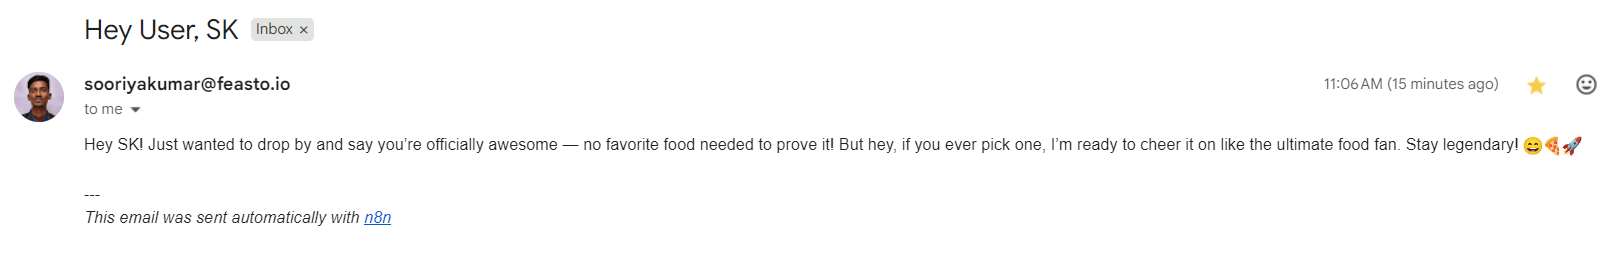 Hey User, SK Inbox ×
sooriyakumar@feasto.io 11:06 AM (15 minutes ago)
to me
Hey SK! Just wanted to drop by and say you’re officially awesome — no favorite food needed to prove it! But hey, if you ever pick one, I’m ready to cheer it on like the ultimate food fan. Stay legendary! 😄🍕🚀
---
This email was sent automatically with n8n